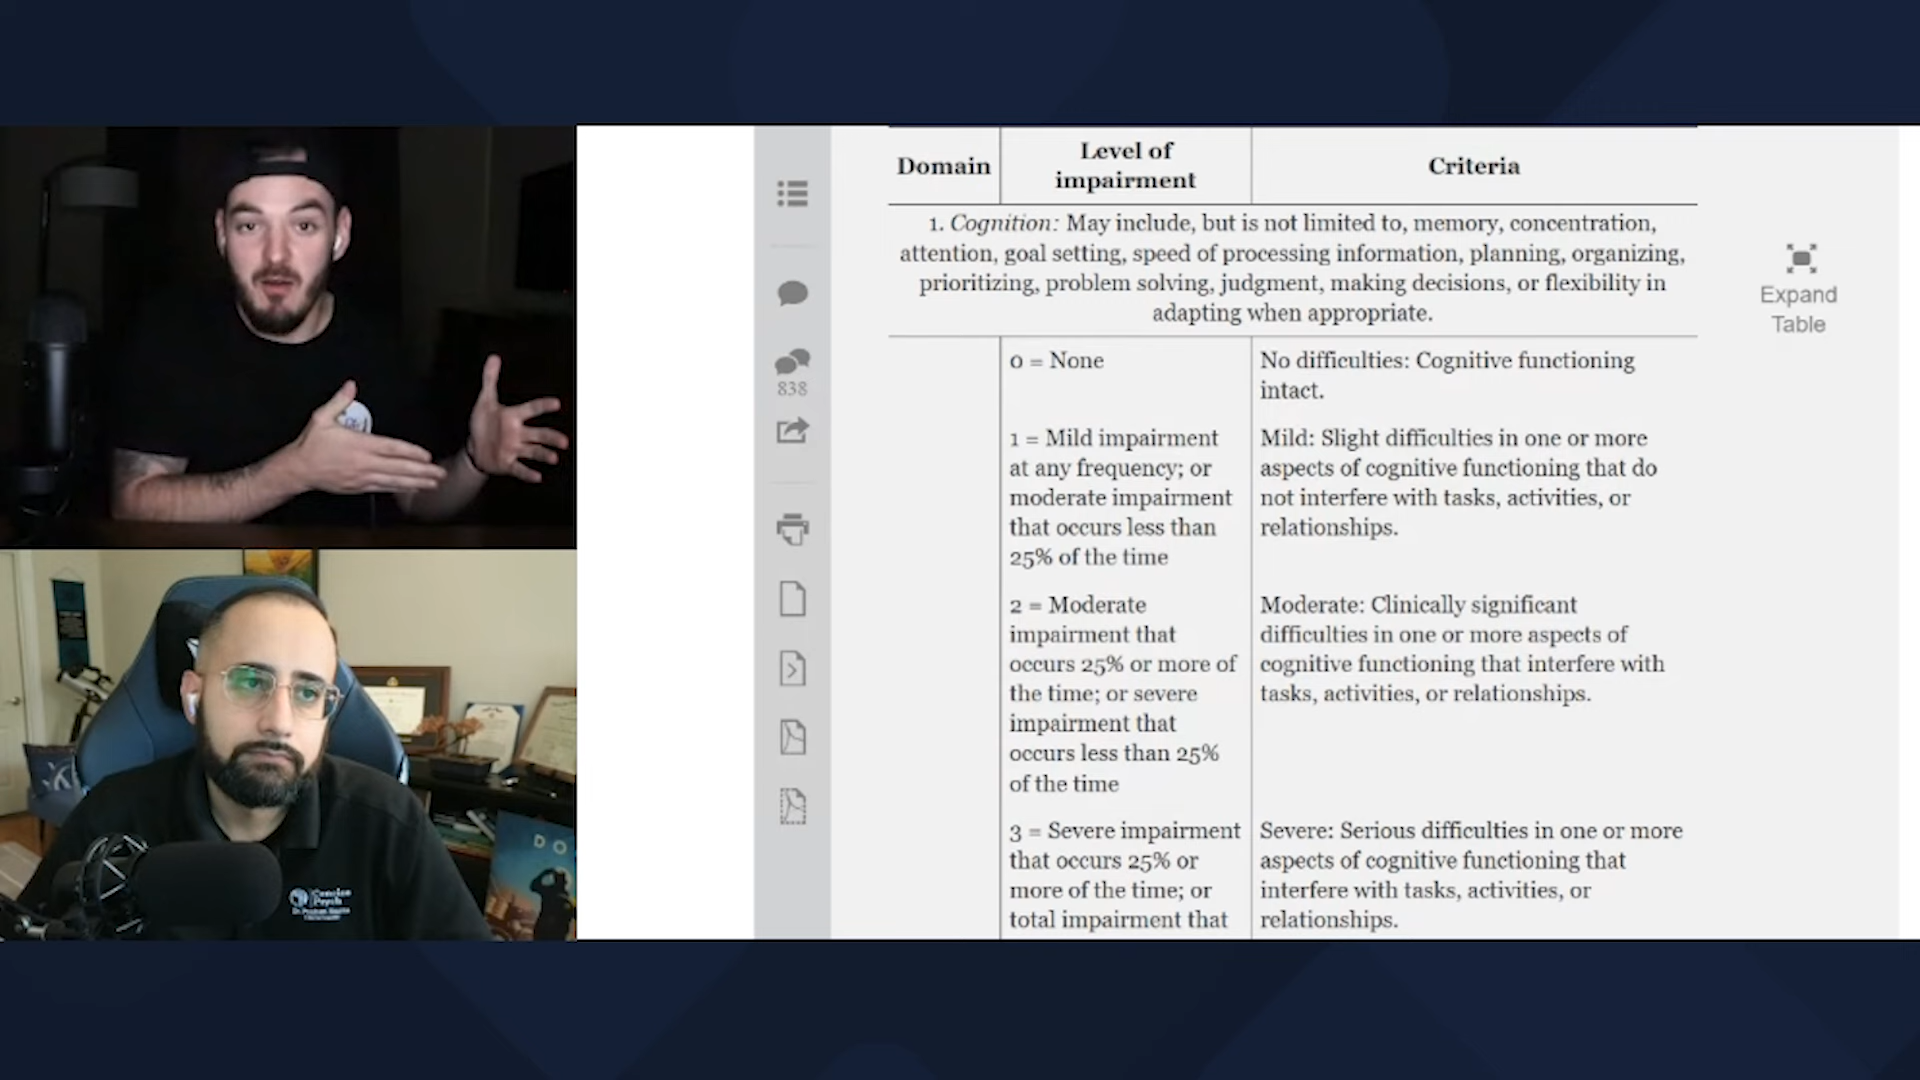 Domain
Level of
impairment
Criteria
1. Cognition: May include, but is not limited to, memory, concentration,
attention, goal setting, speed of processing information, planning, organizing,
prioritizing, problem solving, judgment, making decisions, or flexibility in
adapting when appropriate.
0 = None
No difficulties: Cognitive functioning
intact.
1 = Mild impairment
at any frequency; or
moderate impairment
that occurs less than
25% of the time
Mild: Slight difficulties in one or more
aspects of cognitive functioning that do
not interfere with tasks, activities, or
relationships.
2 = Moderate
impairment that
occurs 25% or more of
the time; or severe
impairment that
occurs less than 25%
of the time
Moderate: Clinically significant
difficulties in one or more aspects of
cognitive functioning that interfere with
tasks, activities, or relationships.
3 = Severe impairment
that occurs 25% or
more of the time; or
total impairment that
Severe: Serious difficulties in one or more
aspects of cognitive functioning that
interfere with tasks, activities, or
relationships.
838
Expand
Table
DO
Psych